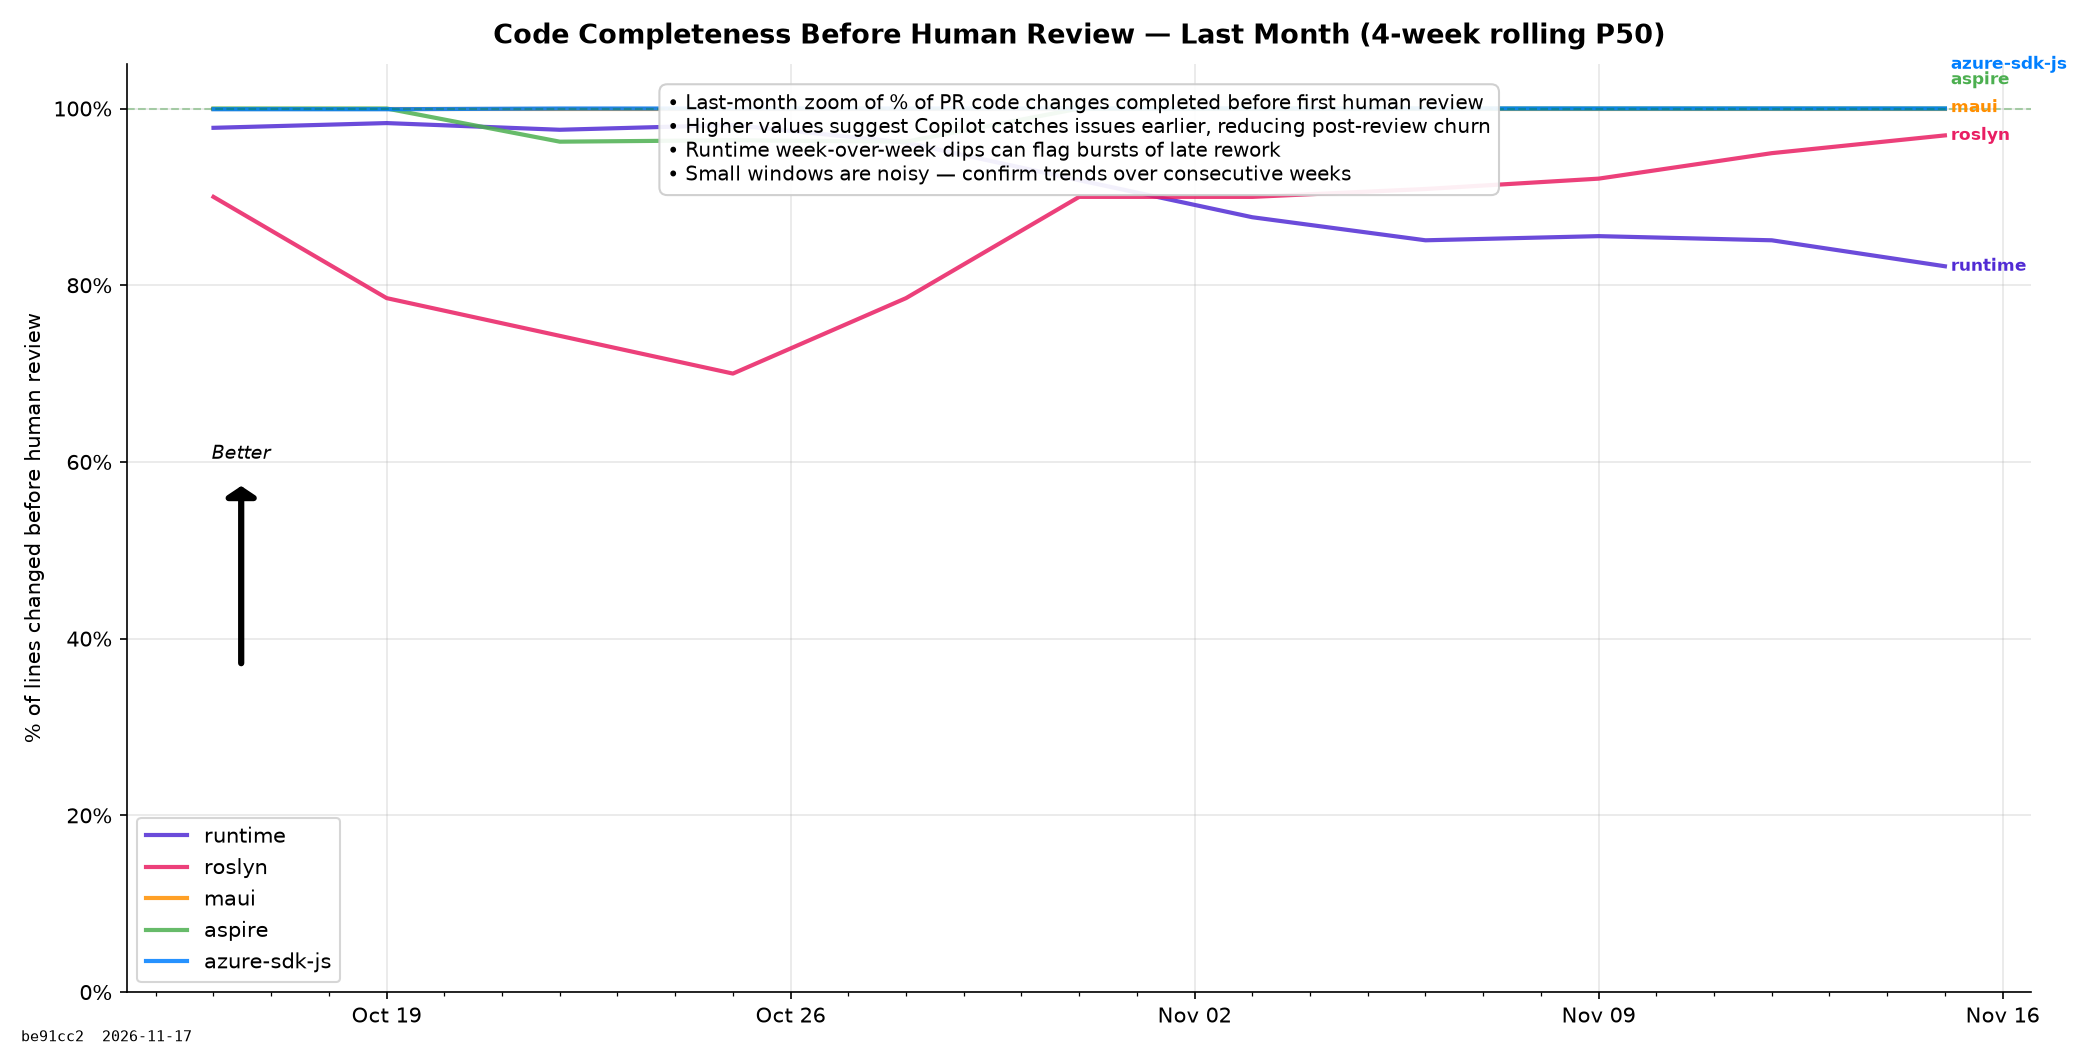 Code Completeness Before Human Review — Last Month (4-week rolling P50)
azure-sdk-js
aspire
maui
roslyn
runtime
• Last-month zoom of % of PR code changes completed before first human review
• Higher values suggest Copilot catches issues earlier, reducing post-review churn
• Runtime week-over-week dips can flag bursts of late rework
• Small windows are noisy — confirm trends over consecutive weeks
% of lines changed before human review
100%
80%
60%
40%
20%
0%
Better
runtime
roslyn
maui
aspire
azure-sdk-js
Oct 19
Oct 26
Nov 02
Nov 09
Nov 16
be91cc2 2026-11-17